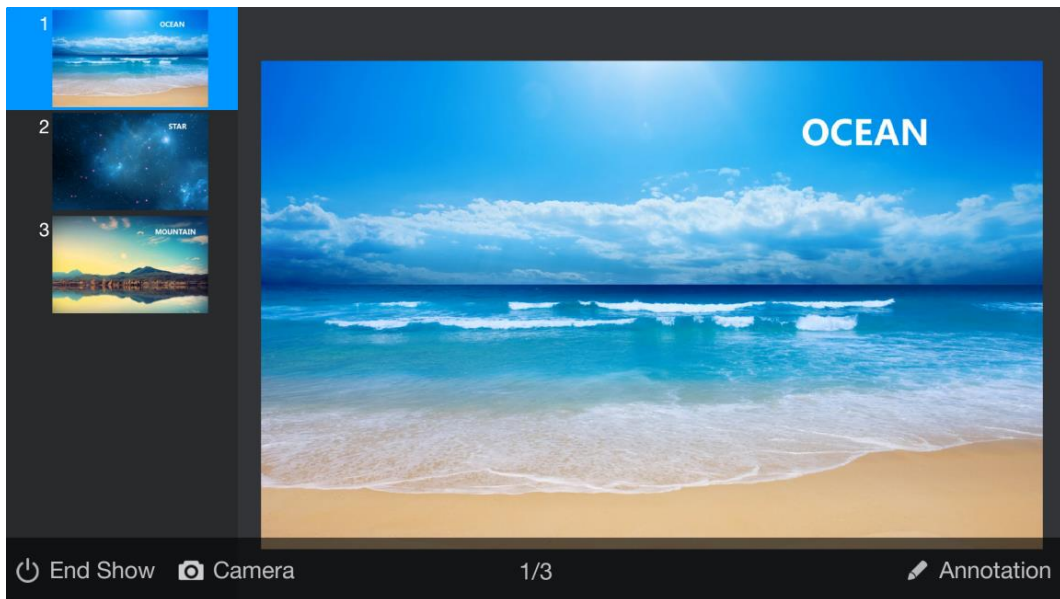 1
OCEAN
2
STAR
3
MOUNTAIN
OCEAN
End Show
Camera
1/3
Annotation